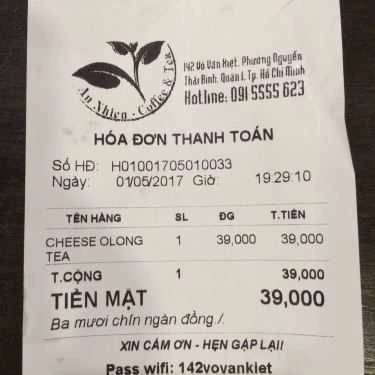 An Nhien - Coffee & Tea
142 Võ Văn Kiệt, Phường Nguyễn
Thái Bình, Quận 1, Tp. Hồ Chí Minh
Hotline: 091 5555 623
HÓA ĐƠN THANH TOÁN
Số HĐ: H01001705010033
Ngày: 01/05/2017 Giờ: 19:29:10
TÊN HÀNG SL ĐG T.TIỀN
CHEESE OLONG 1 39,000 39,000
TEA
T.CỘNG 1 39,000
TIỀN MẶT 39,000
Ba mươi chín ngàn đồng./.
XIN CẢM ƠN - HẸN GẶP LẠI!
Pass wifi: 142vovankiet